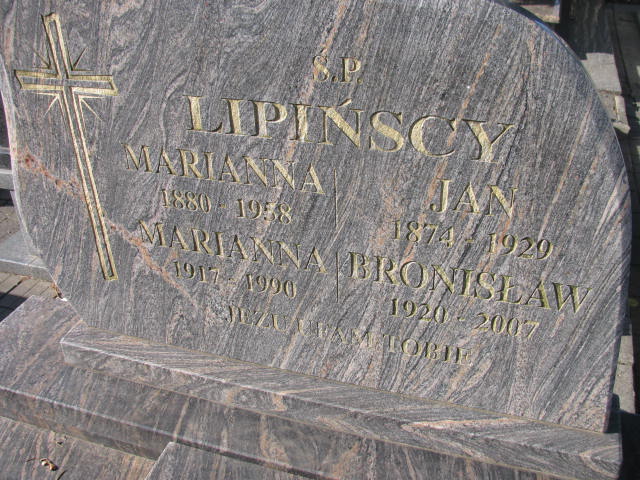 Ś.P.
LIPIŃSCY
MARIANNA
1880 - 1958
JAN
1874 - 1929
MARIANNA
1917 - 1990
BRONISŁAW
1920 - 2007
JEZU UFAM TOBIE